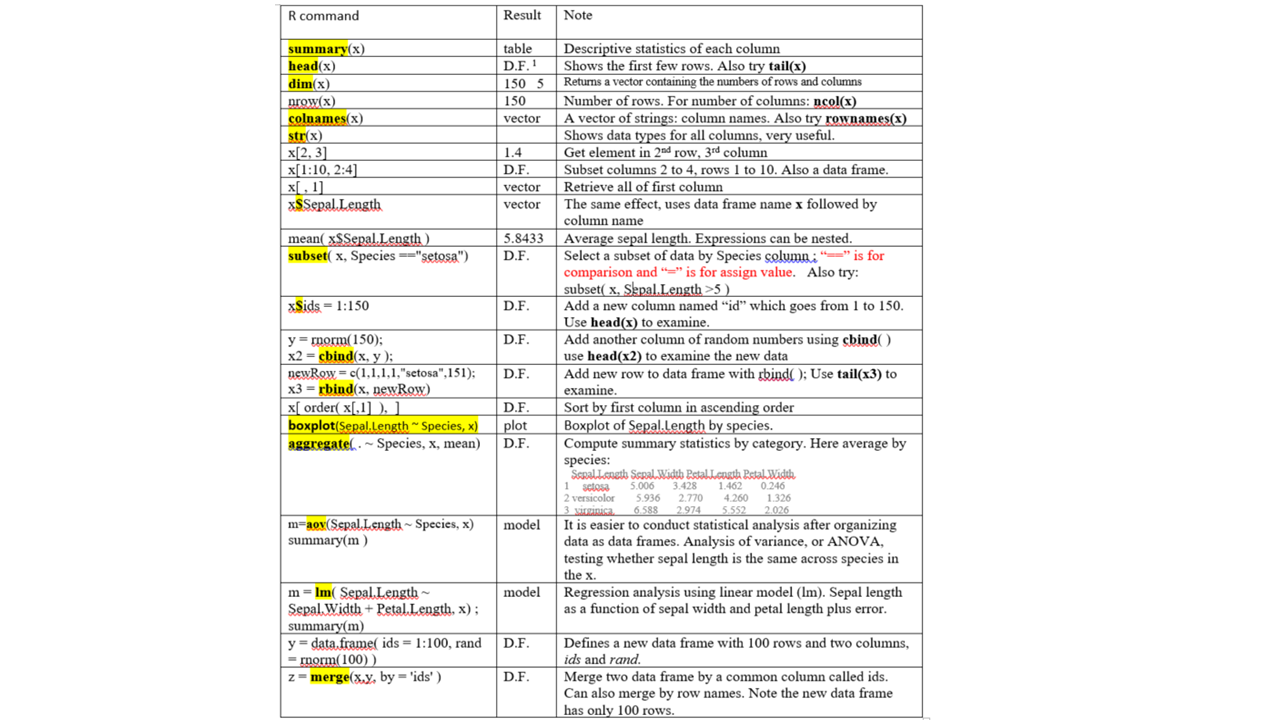 R command Result Note
summary(x) table Descriptive statistics of each column
head(x) D.F. 1 Shows the first few rows. Also try tail(x)
dim(x) 150 5 Returns a vector containing the numbers of rows and columns
nrow(x) 150 Number of rows. For number of columns: ncol(x)
colnames(x) vector A vector of strings: column names. Also try rownames(x)
str(x) Shows data types for all columns, very useful.
x[2, 3] 1.4 Get element in 2nd row, 3rd column
x[1:10, 2:4] D.F. Subset columns 2 to 4, rows 1 to 10. Also a data frame.
x[ , 1] vector Retrieve all of first column
x$Sepal.Length vector The same effect, uses data frame name x followed by
column name
mean( x$Sepal.Length ) 5.8433 Average sepal length. Expressions can be nested.
subset( x, Species =="setosa") D.F. Select a subset of data by Species column ; “==” is for
comparison and “=” is for assign value. Also try:
subset( x, Sepal.Length >5 )
x$ids = 1:150 D.F. Add a new column named “id” which goes from 1 to 150.
Use head(x) to examine.
y = rnorm(150); D.F. Add another column of random numbers using cbind( )
x2 = cbind(x, y ); use head(x2) to examine the new data
newRow = c(1,1,1,1,"setosa",151); D.F. Add new row to data frame with rbind( ); Use tail(x3) to
x3 = rbind(x, newRow) examine.
x[ order( x[,1] ), ] D.F. Sort by first column in ascending order
boxplot(Sepal.Length ~ Species, x) plot Boxplot of Sepal.Length by species.
aggregate( . ~ Species, x, mean) D.F. Compute summary statistics by category. Here average by
species:
Sepal.Length Sepal.Width Petal.Length Petal.Width
1 setosa 5.006 3.428 1.462 0.246
2 versicolor 5.936 2.770 4.260 1.326
3 virginica 6.588 2.974 5.552 2.026
m=aov(Sepal.Length ~ Species, x) model It is easier to conduct statistical analysis after organizing
summary(m ) data as data frames. Analysis of variance, or ANOVA,
testing whether sepal length is the same across species in
the x.
m = lm( Sepal.Length ~ model Regression analysis using linear model (lm). Sepal length
Sepal.Width + Petal.Length, x) ; as a function of sepal width and petal length plus error.
summary(m)
y = data.frame( ids = 1:100, rand D.F. Defines a new data frame with 100 rows and two columns,
= rnorm(100) ) ids and rand.
z = merge(x,y, by = 'ids' ) D.F. Merge two data frame by a common column called ids.
Can also merge by row names. Note the new data frame
has only 100 rows.